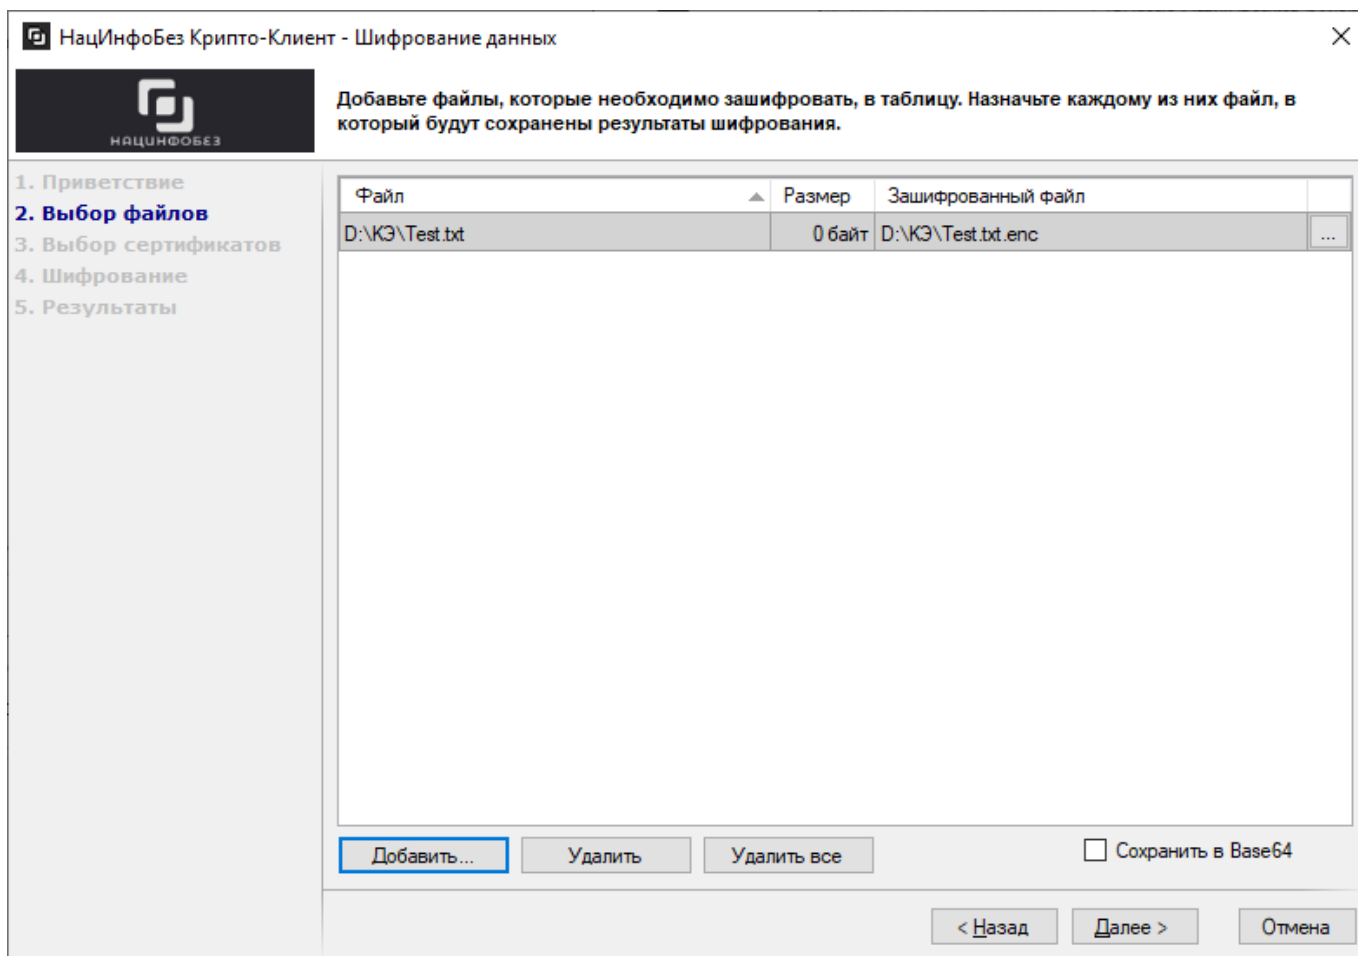 НацИнфоБез Крипто-Клиент - Шифрование данных
НАЦИНФОБЕЗ
Добавьте файлы, которые необходимо зашифровать, в таблицу. Назначьте каждому из них файл, в
который будут сохранены результаты шифрования.
1. Приветствие
2. Выбор файлов
3. Выбор сертификатов
4. Шифрование
5. Результаты
Файл Размер Зашифрованный файл
D:\КЭ\Test.txt 0 байт D:\КЭ\Test.txt.enc ...
Добавить... Удалить Удалить все Сохранить в Base64
< Назад Далее > Отмена